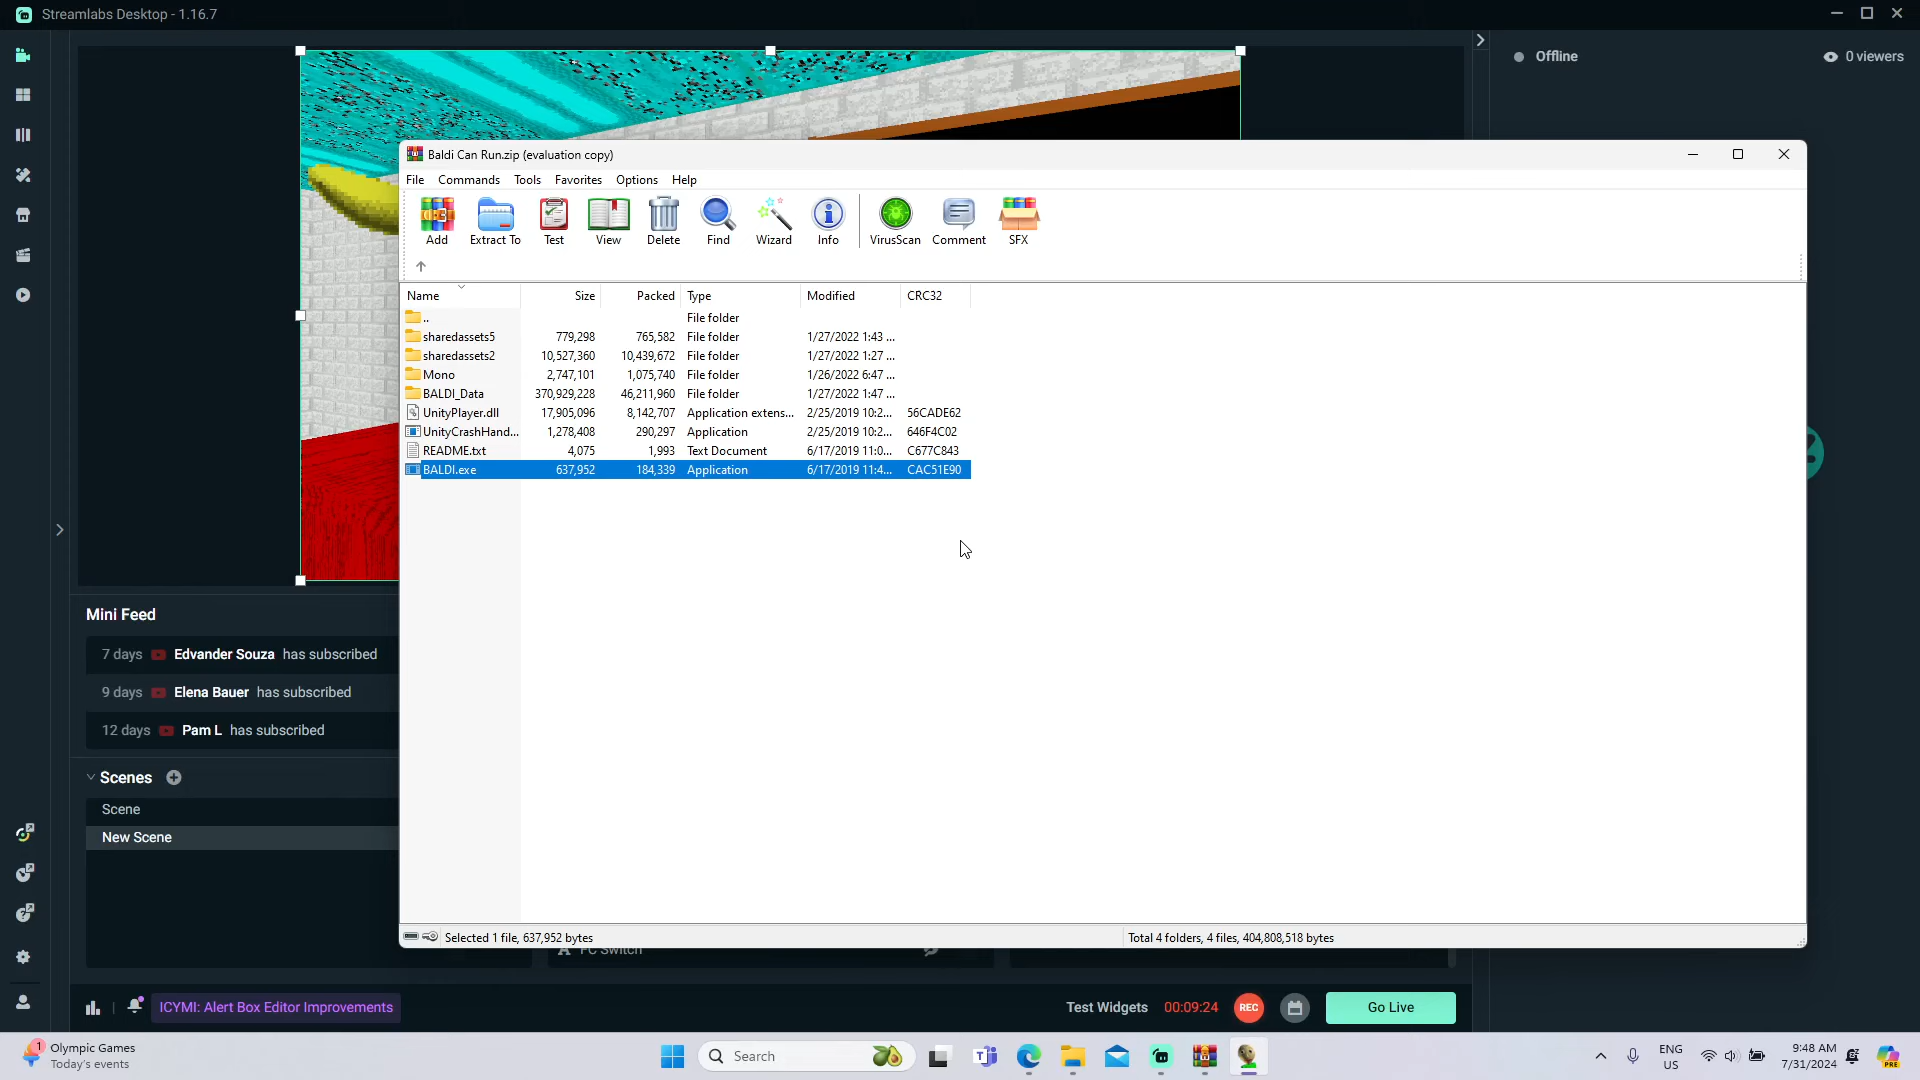 Streamlabs Desktop - 1.16.7
Offline
0 viewers
Baldi Can Run.zip (evaluation copy)
File Commands Tools Favorites Options Help
Add Extract To Test View Delete Find Wizard Info VirusScan Comment SFX
Name Size Packed Type Modified CRC32
.. File folder
sharedassets5 779,298 765,582 File folder 1/27/2022 1:43 ...
sharedassets2 10,527,360 10,439,672 File folder 1/27/2022 1:27 ...
Mono 2,747,101 1,075,740 File folder 1/26/2022 6:47 ...
BALDI_Data 370,929,228 46,211,960 File folder 1/27/2022 1:47 ...
UnityPlayer.dll 17,905,096 8,142,707 Application extens... 2/25/2019 10:2... 56CADE62
UnityCrashHand... 1,278,408 290,297 Application 2/25/2019 10:2... 646F4C02
README.txt 4,075 1,993 Text Document 6/17/2019 11:0... C677C843
BALDI.exe 637,952 184,339 Application 6/17/2019 11:4... CAC51E90
Selected 1 file, 637,952 bytes
Total 4 folders, 4 files, 404,808,518 bytes
Mini Feed
7 days Edvander Souza has subscribed
9 days Elena Bauer has subscribed
12 days Pam L has subscribed
Scenes
Scene
New Scene
PC Switch
ICYMI: Alert Box Editor Improvements
Test Widgets 00:09:24 REC Go Live
1 Olympic Games
Today's events
Search
ENG
US
9:48 AM
7/31/2024
PRE